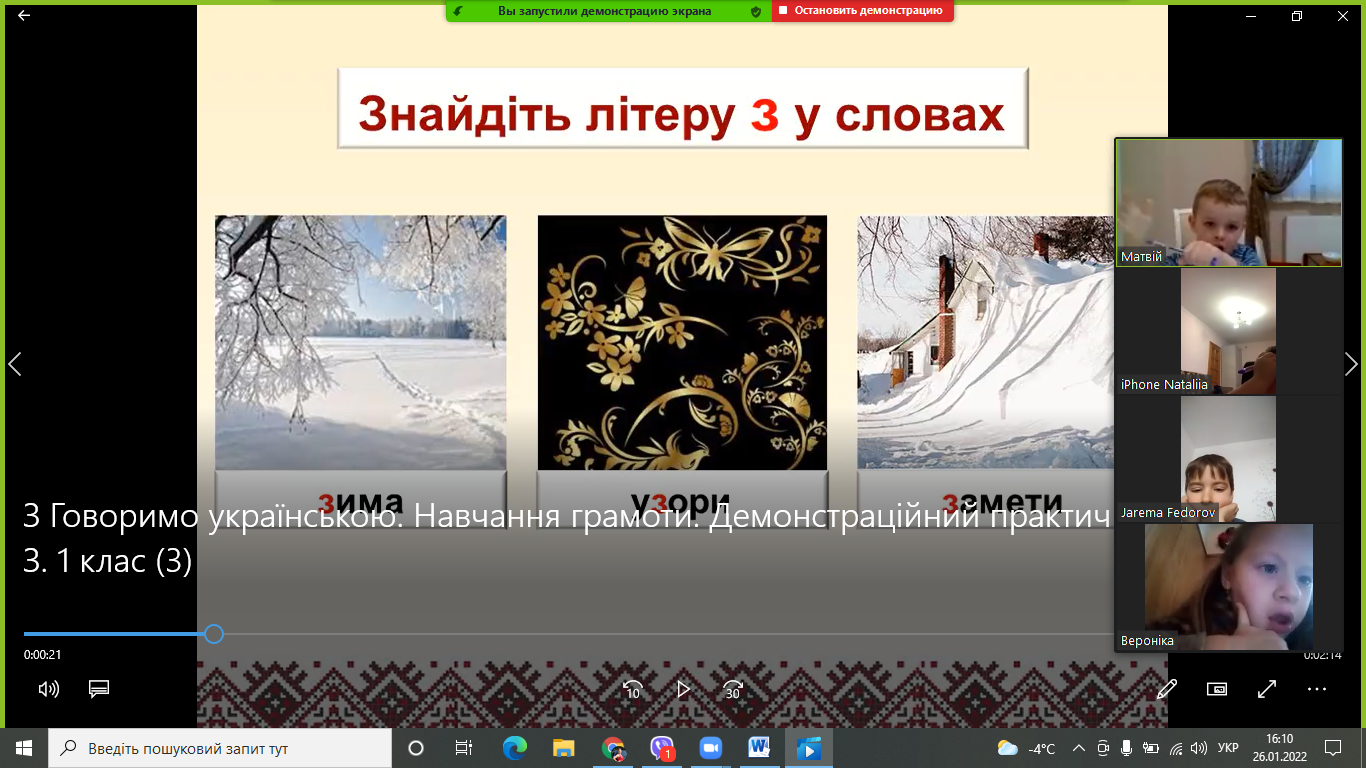 Вы запустили демонстрацию экрана
Остановить демонстрацию
Знайдіть літеру з у словах
Матвій
iPhone Nataliia
Jarema Fedorov
Вероніка
зима
узори
замети
З Говоримо українською. Навчання грамоти. Демонстраційний практич
З. 1 клас (3)
0:00:21
0:02:14
10
30
Введіть пошуковий запит тут
1
-4°C
УКР
16:10
26.01.2022